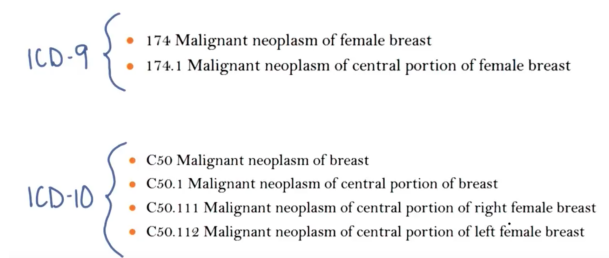 ICD-9
• 174 Malignant neoplasm of female breast
• 174.1 Malignant neoplasm of central portion of female breast
ICD-10
• C50 Malignant neoplasm of breast
• C50.1 Malignant neoplasm of central portion of breast
• C50.111 Malignant neoplasm of central portion of right female breast
• C50.112 Malignant neoplasm of central portion of left female breast